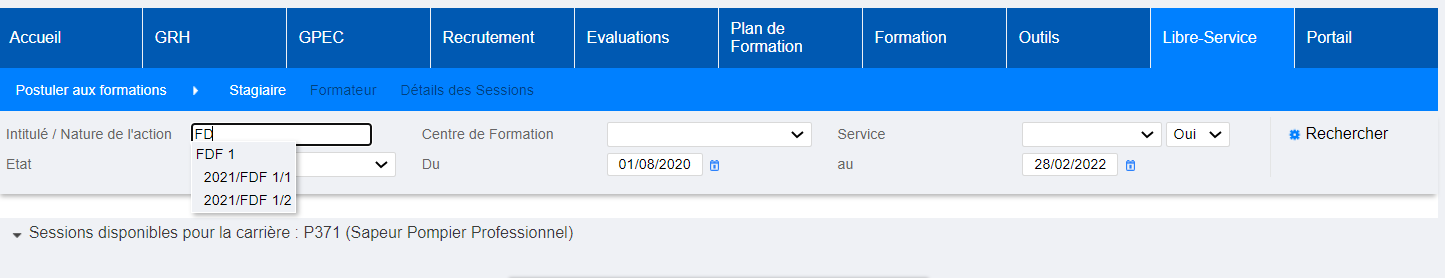 Accueil GRH GPEC Recrutement Evaluations Plan de Formation Formation Outils Libre-Service Portail
Postuler aux formations Stagiaire Formateur Détails des Sessions
Intitulé / Nature de l'action FD Centre de Formation Service Oui Rechercher
FDF 1
Etat Du 01/08/2020 au 28/02/2022
2021/FDF 1/1
2021/FDF 1/2
Sessions disponibles pour la carrière : P371 (Sapeur Pompier Professionnel)